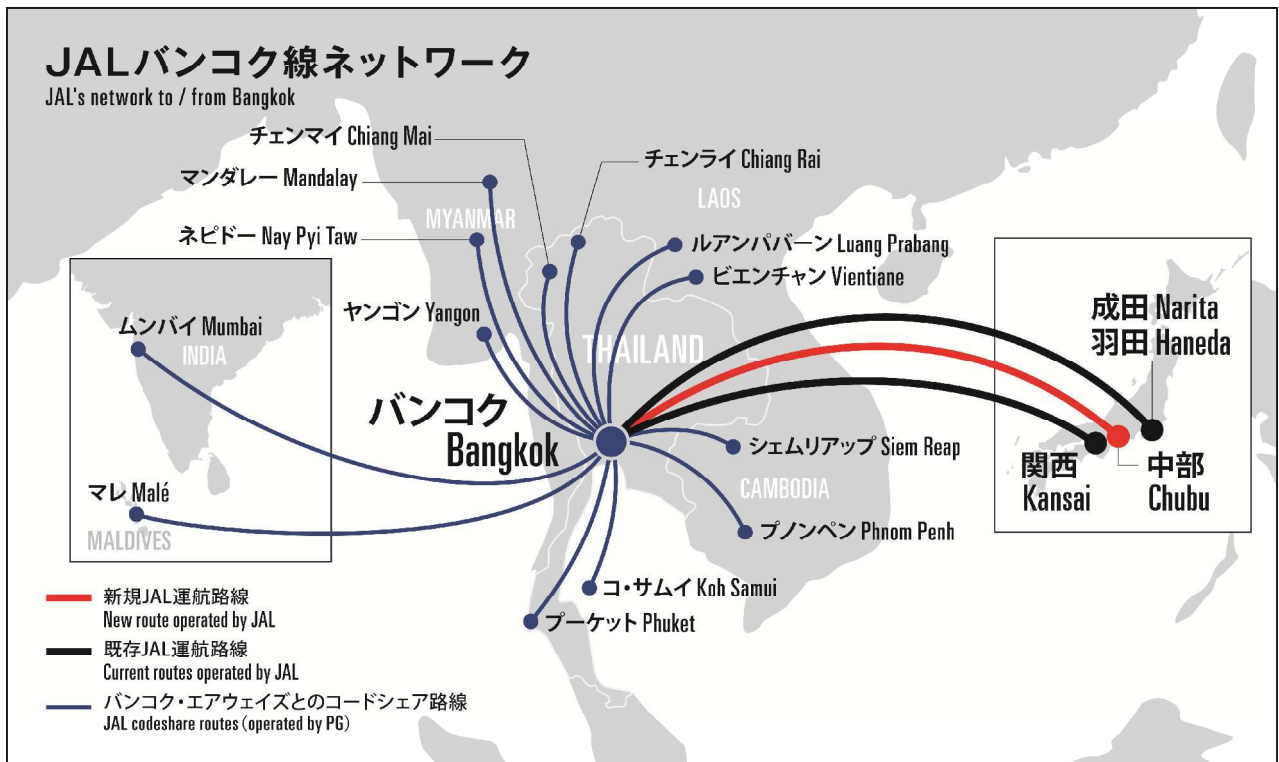 JALバンコク線ネットワーク
JAL's network to / from Bangkok
チェンマイ Chiang Mai
チェンライ Chiang Rai
マンダレー Mandalay
LAOS
MYANMAR
ネピドー Nay Pyi Taw
ルアンパバーン Luang Prabang
ビエンチャン Vientiane
ヤンゴン Yangon
THAILAND
ムンバイ Mumbai
INDIA
成田 Narita
羽田 Haneda
バンコク
Bangkok
シェムリアップ Siem Reap
関西
Kansai
中部
Chubu
CAMBODIA
マレ Malé
MALDIVES
プノンペン Phnom Penh
コ・サムイ Koh Samui
プーケット Phuket
新規JAL運航路線
New route operated by JAL
既存JAL運航路線
Current routes operated by JAL
バンコク・エアウェイズとのコードシェア路線
JAL codeshare routes (operated by PG)